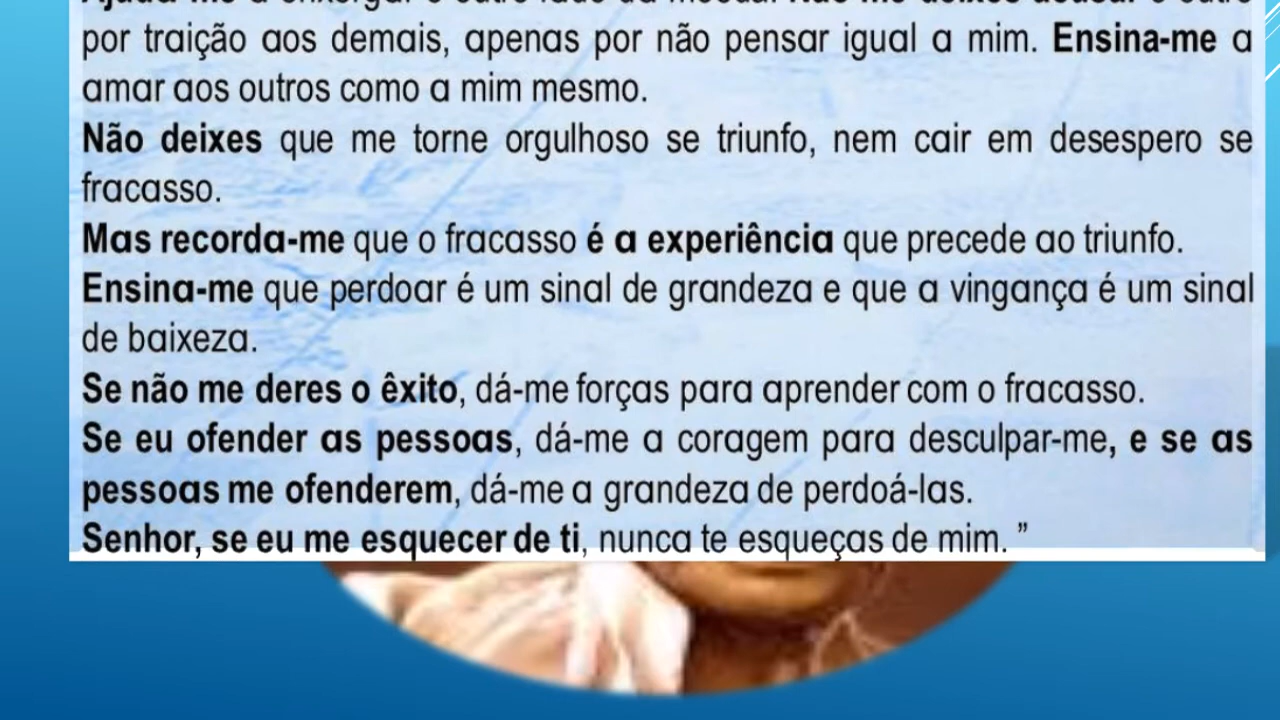 por traição aos demais, apenas por não pensar igual a mim. Ensina-me a
amar aos outros como a mim mesmo.
Não deixes que me torne orgulhoso se triunfo, nem cair em desespero se
fracasso.
Mas recorda-me que o fracasso é a experiência que precede ao triunfo.
Ensina-me que perdoar é um sinal de grandeza e que a vingança é um sinal
de baixeza.
Se não me deres o êxito, dá-me forças para aprender com o fracasso.
Se eu ofender as pessoas, dá-me a coragem para desculpar-me, e se as
pessoas me ofenderem, dá-me a grandeza de perdoá-las.
Senhor, se eu me esquecer de ti, nunca te esqueças de mim. ”